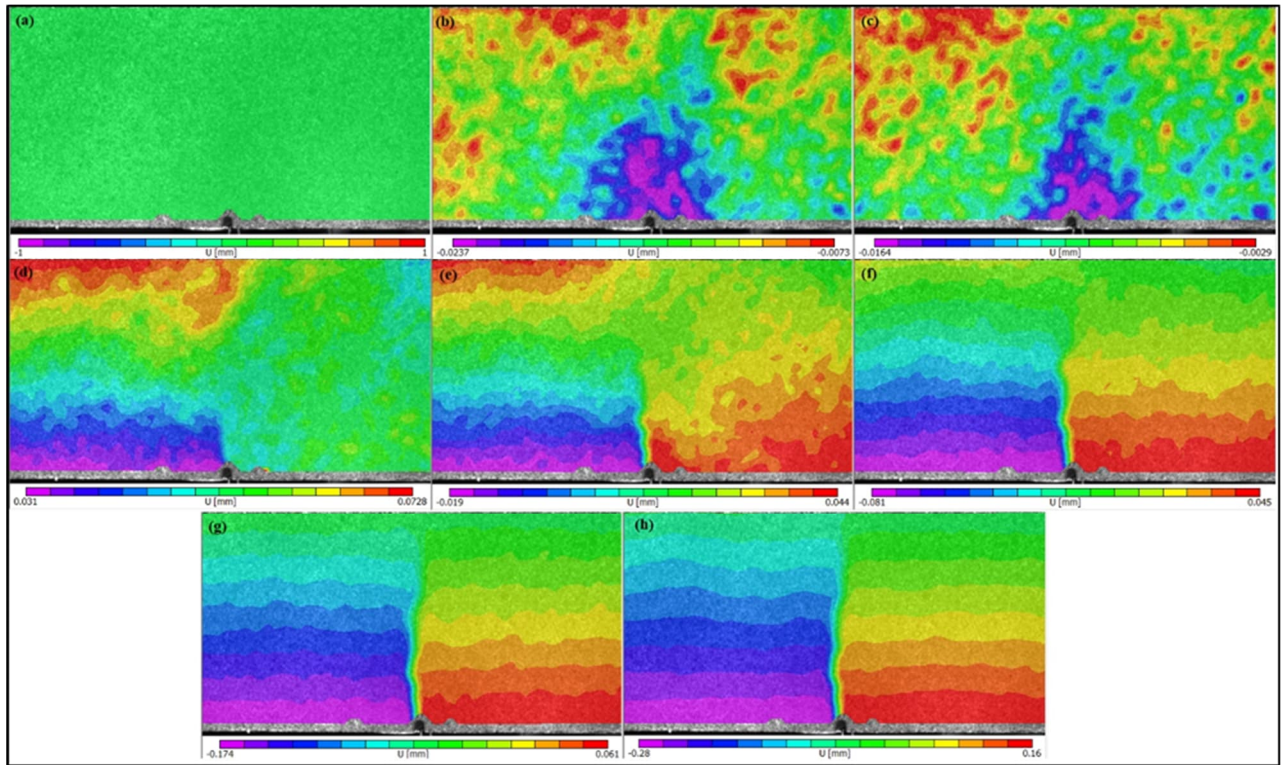 (a)
(b)
(c)
-1 1
U [mm]
-0.0237 -0.0073
U [mm]
-0.0164 -0.0029
U [mm]
(d)
(e)
(f)
0.031 0.0728
U [mm]
-0.019 0.044
U [mm]
-0.081 0.045
U [mm]
(g)
(h)
-0.174 0.061
U [mm]
-0.28 0.16
U [mm]